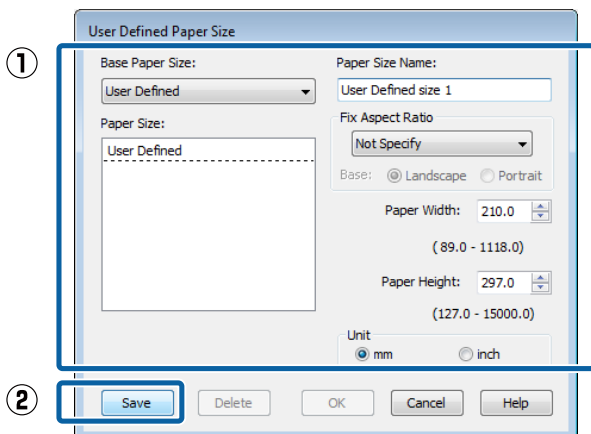 User Defined Paper Size
①
Base Paper Size:
User Defined
Paper Size:
User Defined
Paper Size Name:
User Defined size 1
Fix Aspect Ratio
Not Specify
Base: Landscape Portrait
Paper Width: 210.0
( 89.0 - 1118.0)
Paper Height: 297.0
(127.0 - 15000.0)
Unit
mm inch
②
Save Delete OK Cancel Help